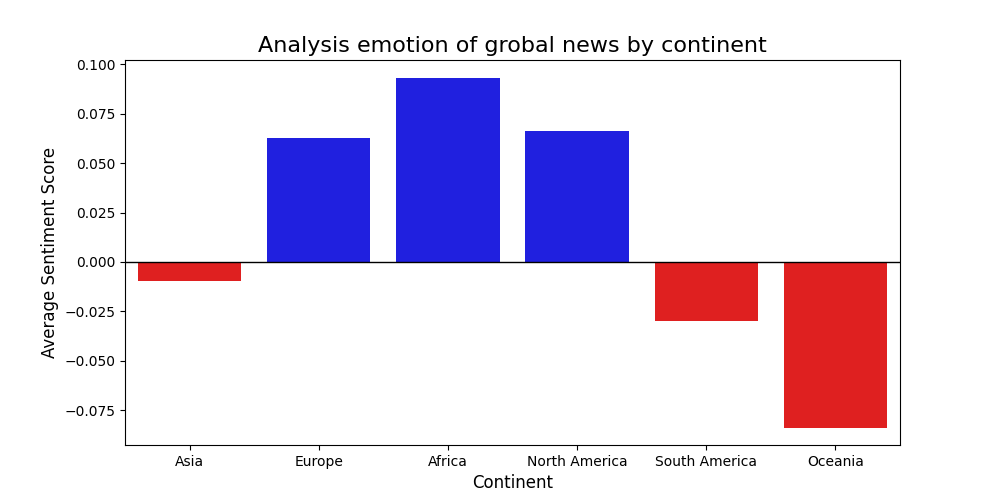 Analysis emotion of grobal news by continent
Average Sentiment Score
0.100
0.075
0.050
0.025
0.000
−0.025
−0.050
−0.075
Asia Europe Africa North America South America Oceania
Continent